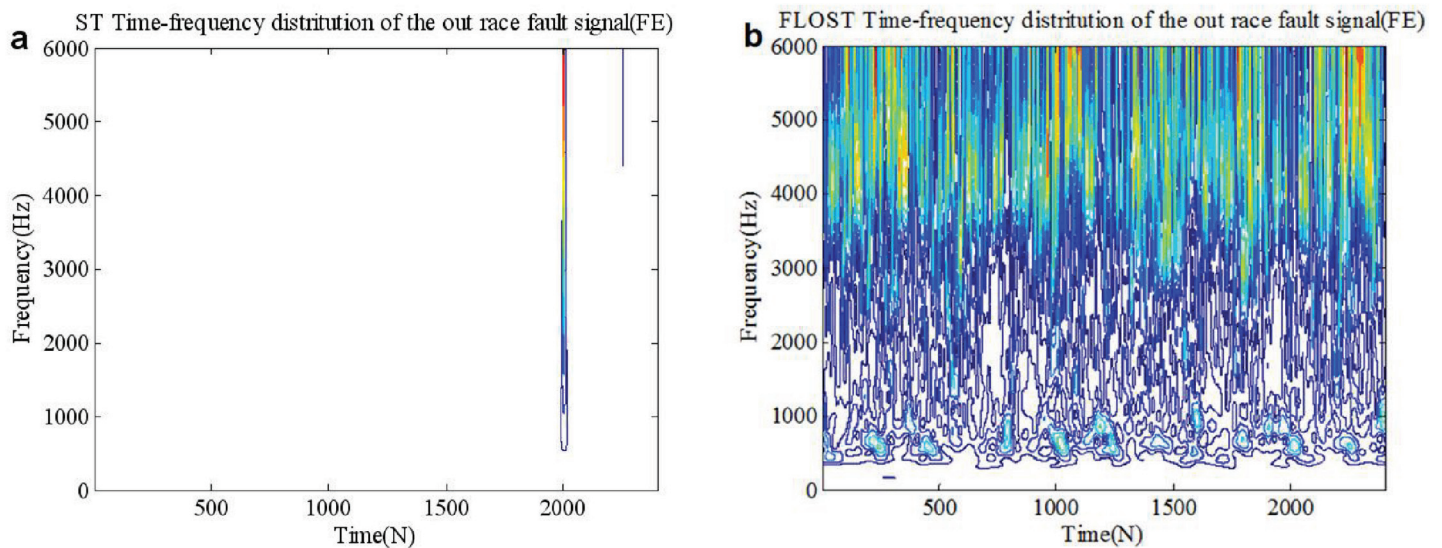 a
ST Time-frequency distritution of the out race fault signal(FE)
6000
5000
4000
3000
2000
1000
0
Frequency(Hz)
500
1000
1500
2000
Time(N)
b
FLOST Time-frequency distritution of the out race fault signal(FE)
6000
5000
4000
3000
2000
1000
0
Frequency(Hz)
500
1000
1500
2000
Time(N)